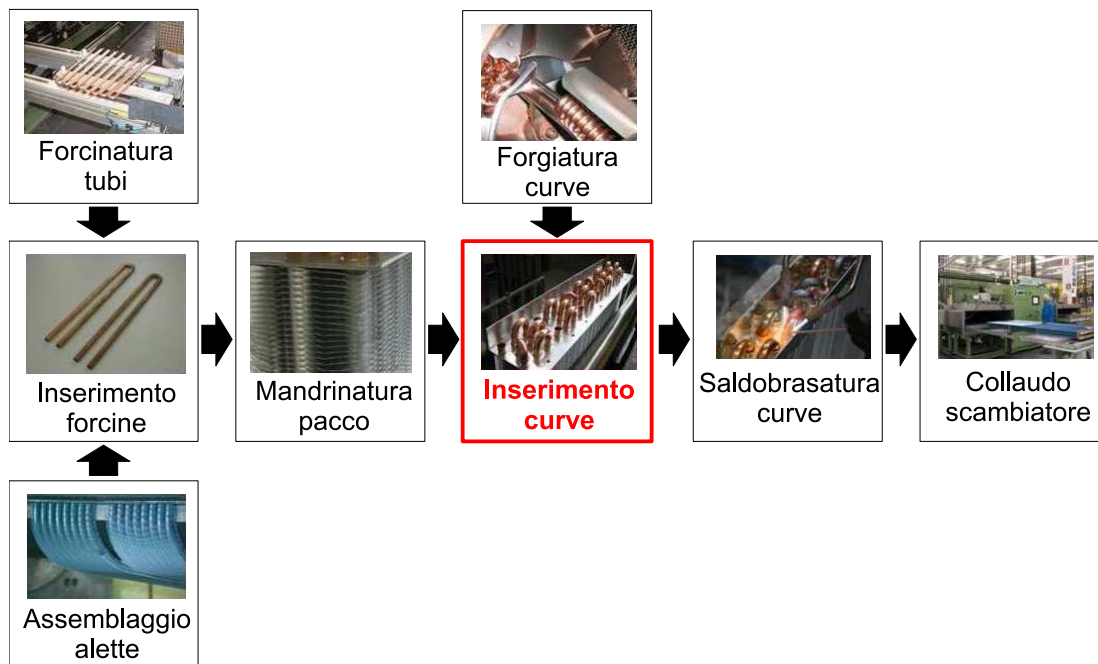 Forcinatura
tubi
Forgiatura
curve
Inserimento
forcine
Mandrinatura
pacco
Inserimento
curve
Saldobrasatura
curve
Collaudo
scambiatore
Assemblaggio
alette